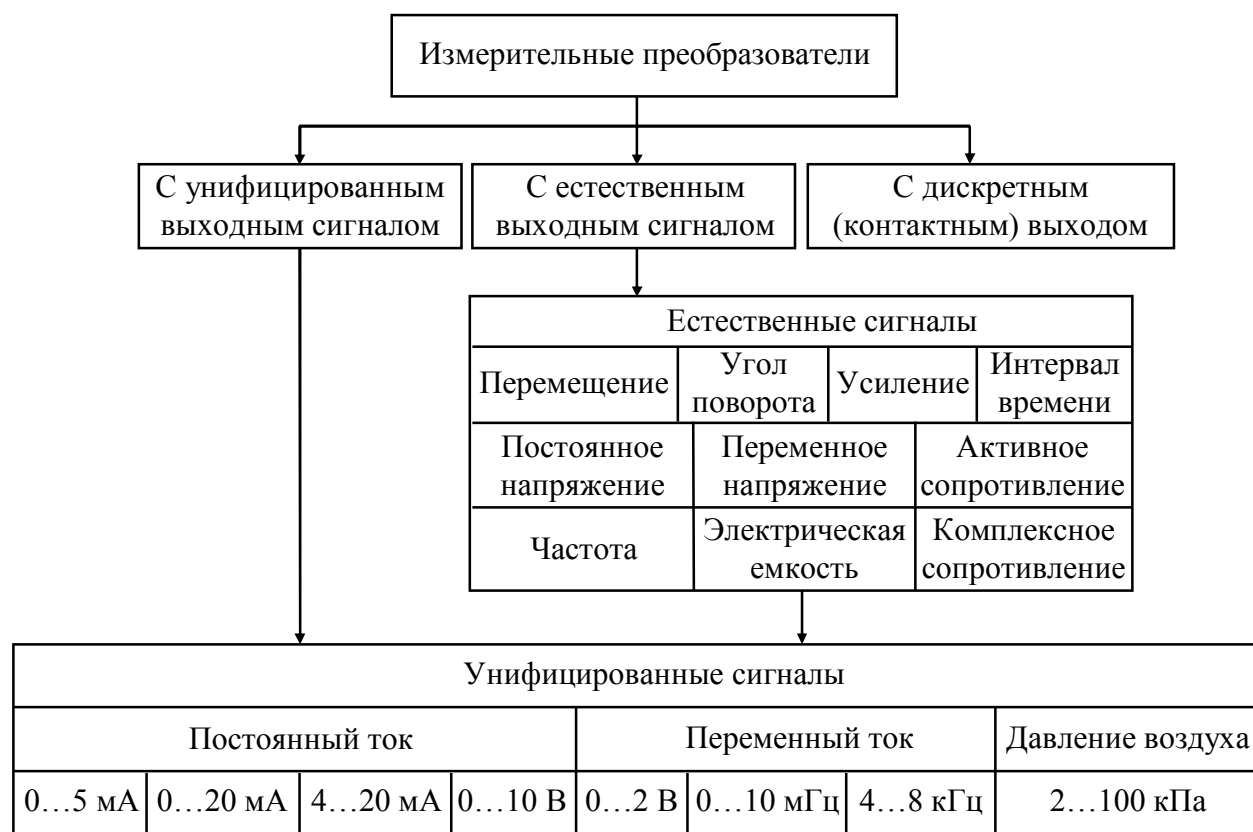 Измерительные преобразователи
С унифицированным
выходным сигналом
С естественным
выходным сигналом
С дискретным
(контактным) выходом
Естественные сигналы
Перемещение
Угол
поворота
Усиление
Интервал
времени
Постоянное
напряжение
Переменное
напряжение
Активное
сопротивление
Частота
Электрическая
емкость
Комплексное
сопротивление
Унифицированные сигналы
Постоянный ток
Переменный ток
Давление воздуха
0…5 мА
0…20 мА
4…20 мА
0…10 В
0…2 В
0…10 мГц
4…8 кГц
2…100 кПа